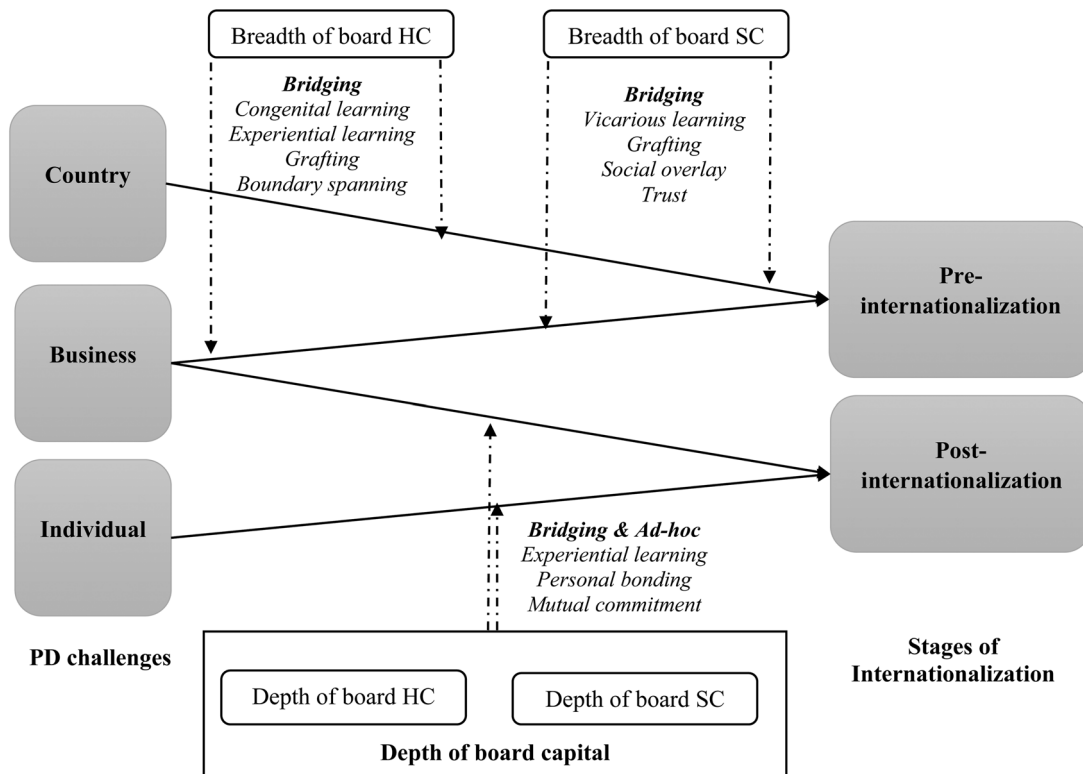 Breadth of board HC
Breadth of board SC
Bridging
Congenital learning
Experiential learning
Grafting
Boundary spanning
Bridging
Vicarious learning
Grafting
Social overlay
Trust
Country
Business
Individual
PD challenges
Pre-
internationalization
Post-
internationalization
Stages of
Internationalization
Bridging & Ad-hoc
Experiential learning
Personal bonding
Mutual commitment
Depth of board HC
Depth of board SC
Depth of board capital